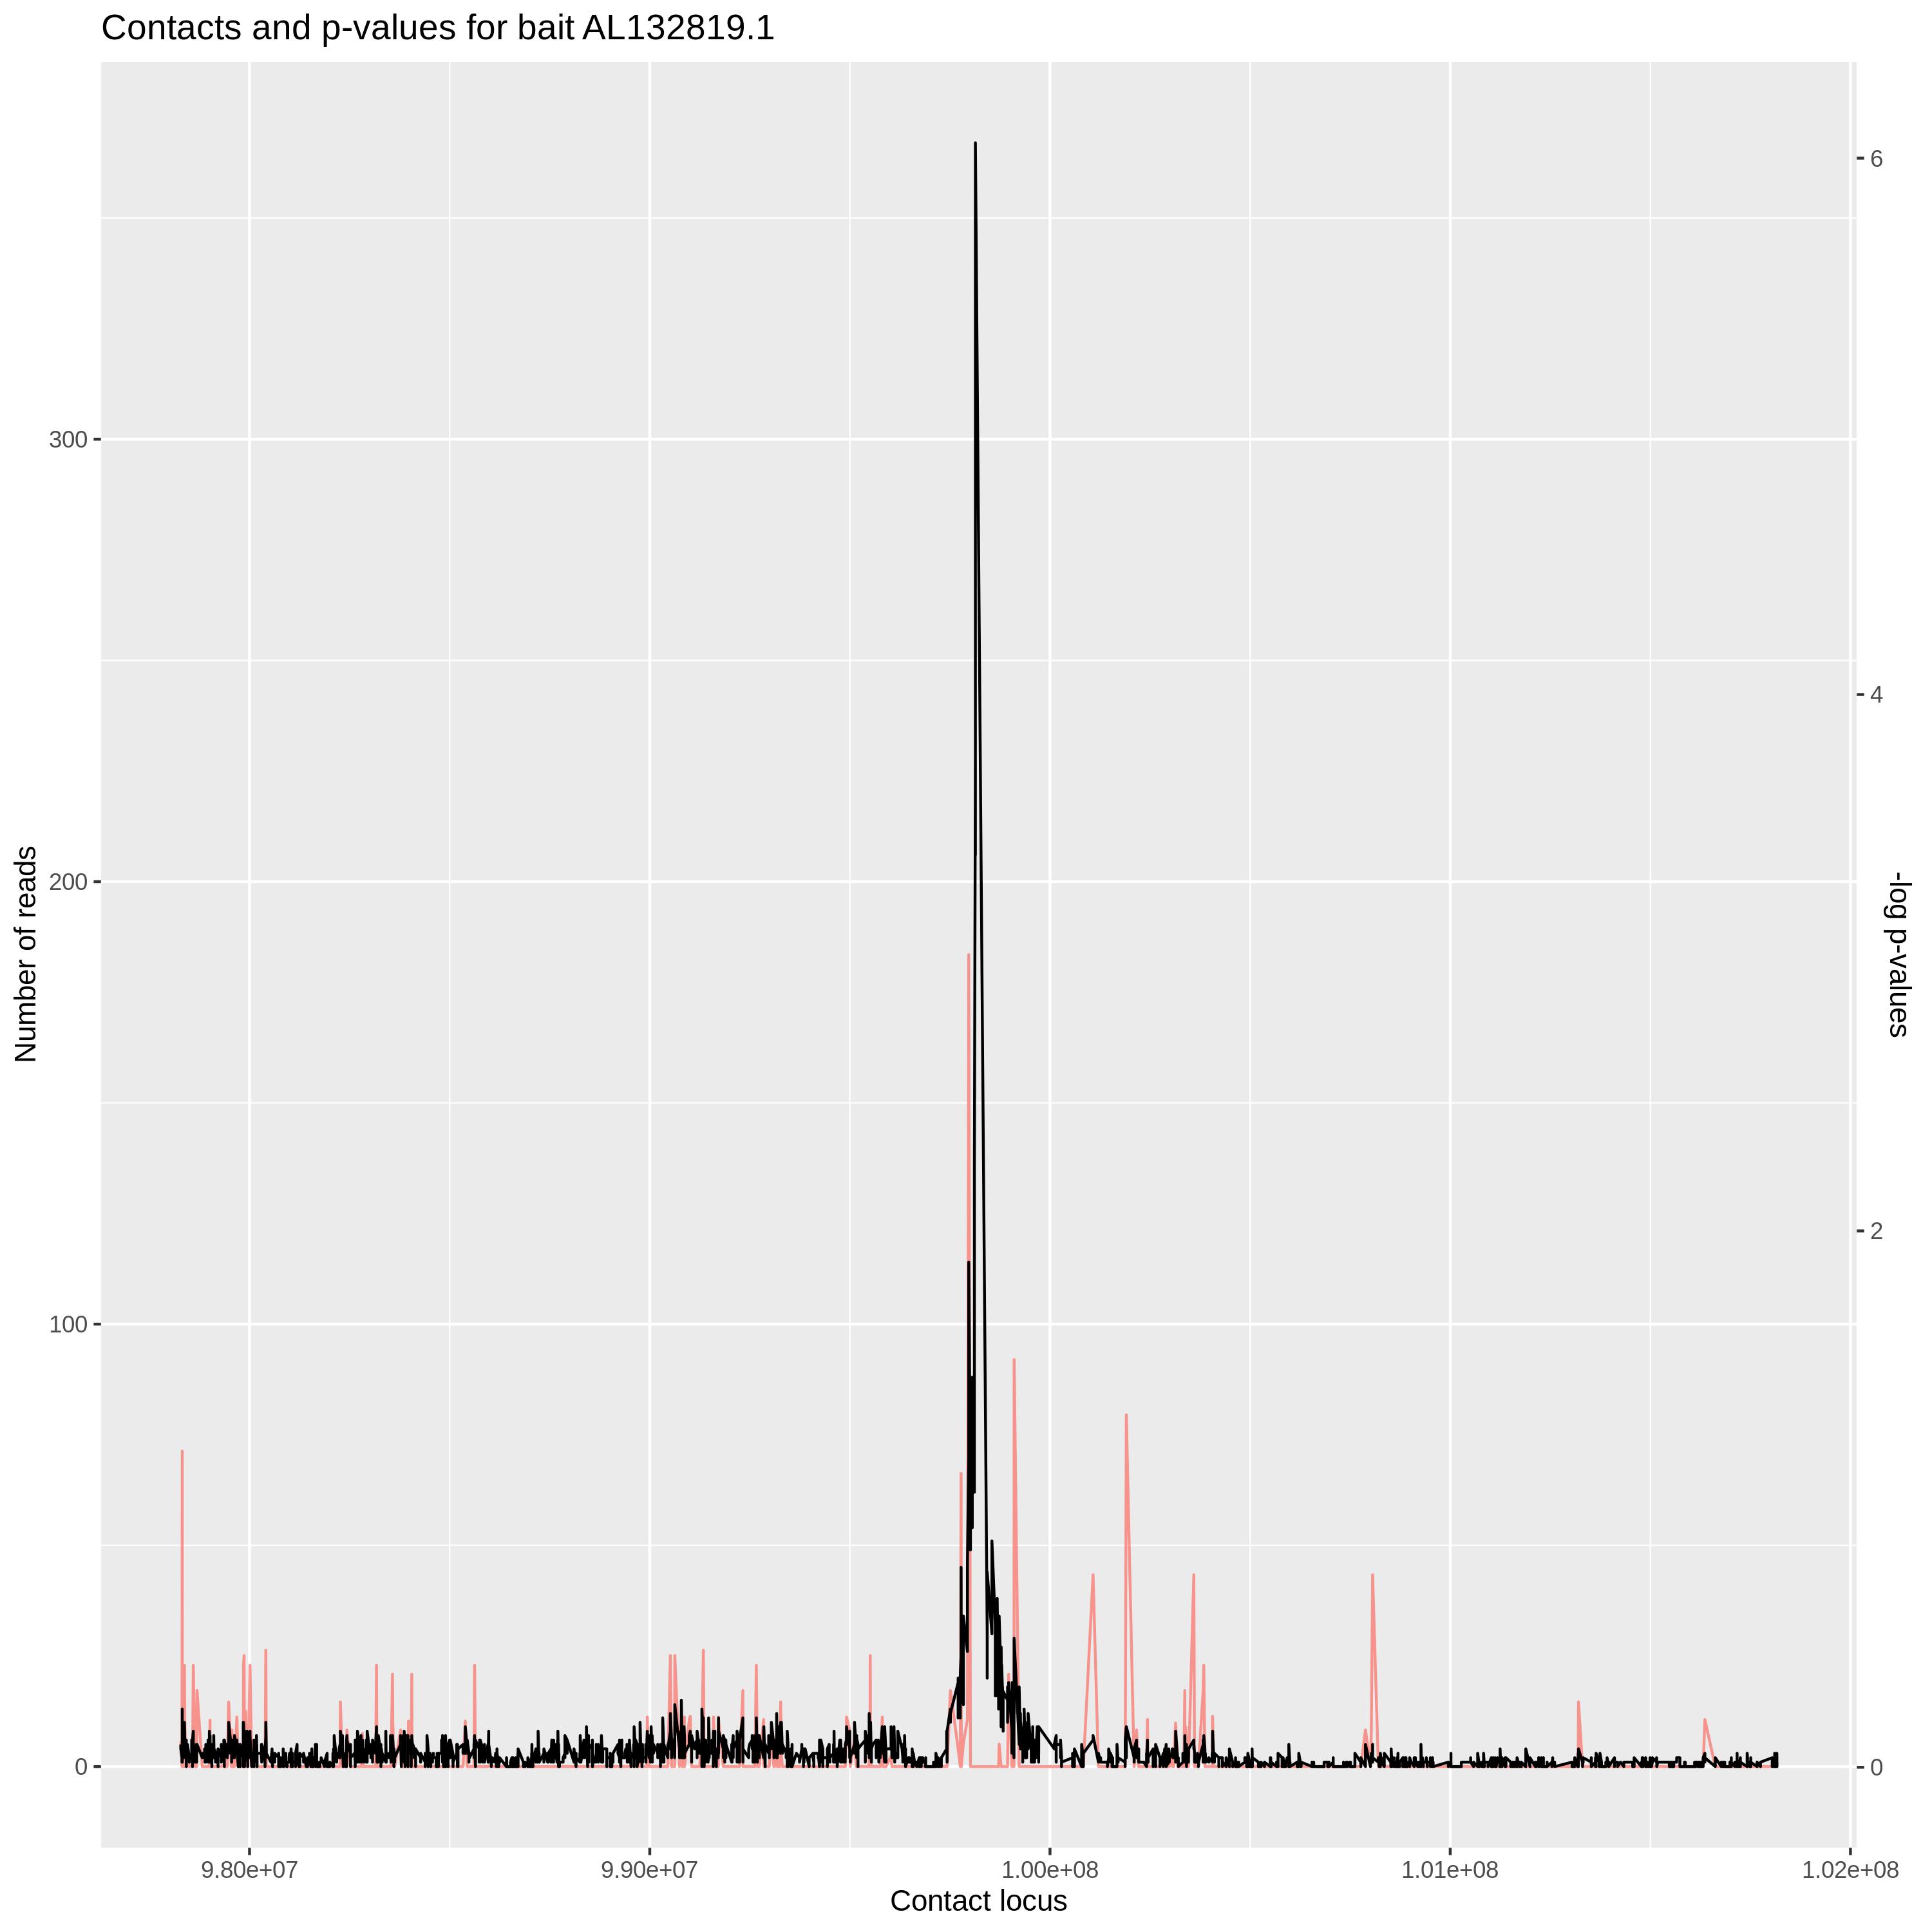 Contacts and p-values for bait AL132819.1
300
200
100
0
6
4
2
0
Number of reads
-log p-values
9.80e+07
9.90e+07
1.00e+08
1.01e+08
1.02e+08
Contact locus